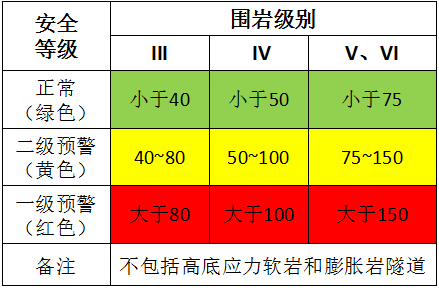 安全
等级
围岩级别
III IV V、VI
正常
（绿色）
小于40 小于50 小于75
二级预警
（黄色）
40~80 50~100 75~150
一级预警
（红色）
大于80 大于100 大于150
备注 不包括高底应力软岩和膨胀岩隧道